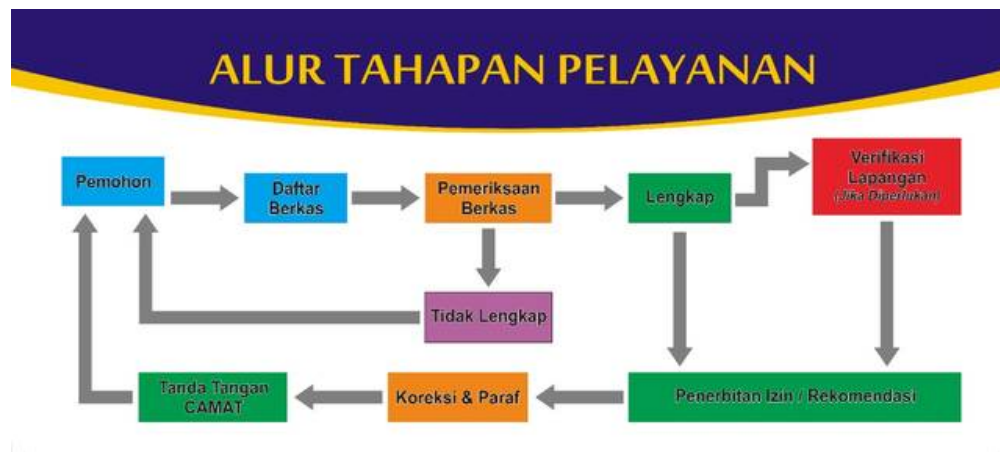 ALUR TAHAPAN PELAYANAN
Pemohon
Daftar
Berkas
Pemeriksaan
Berkas
Lengkap
Verifikasi
Lapangan
(Jika Diperlukan)
Tidak Lengkap
Tanda Tangan
CAMAT
Koreksi & Paraf
Penerbitan Izin / Rekomendasi